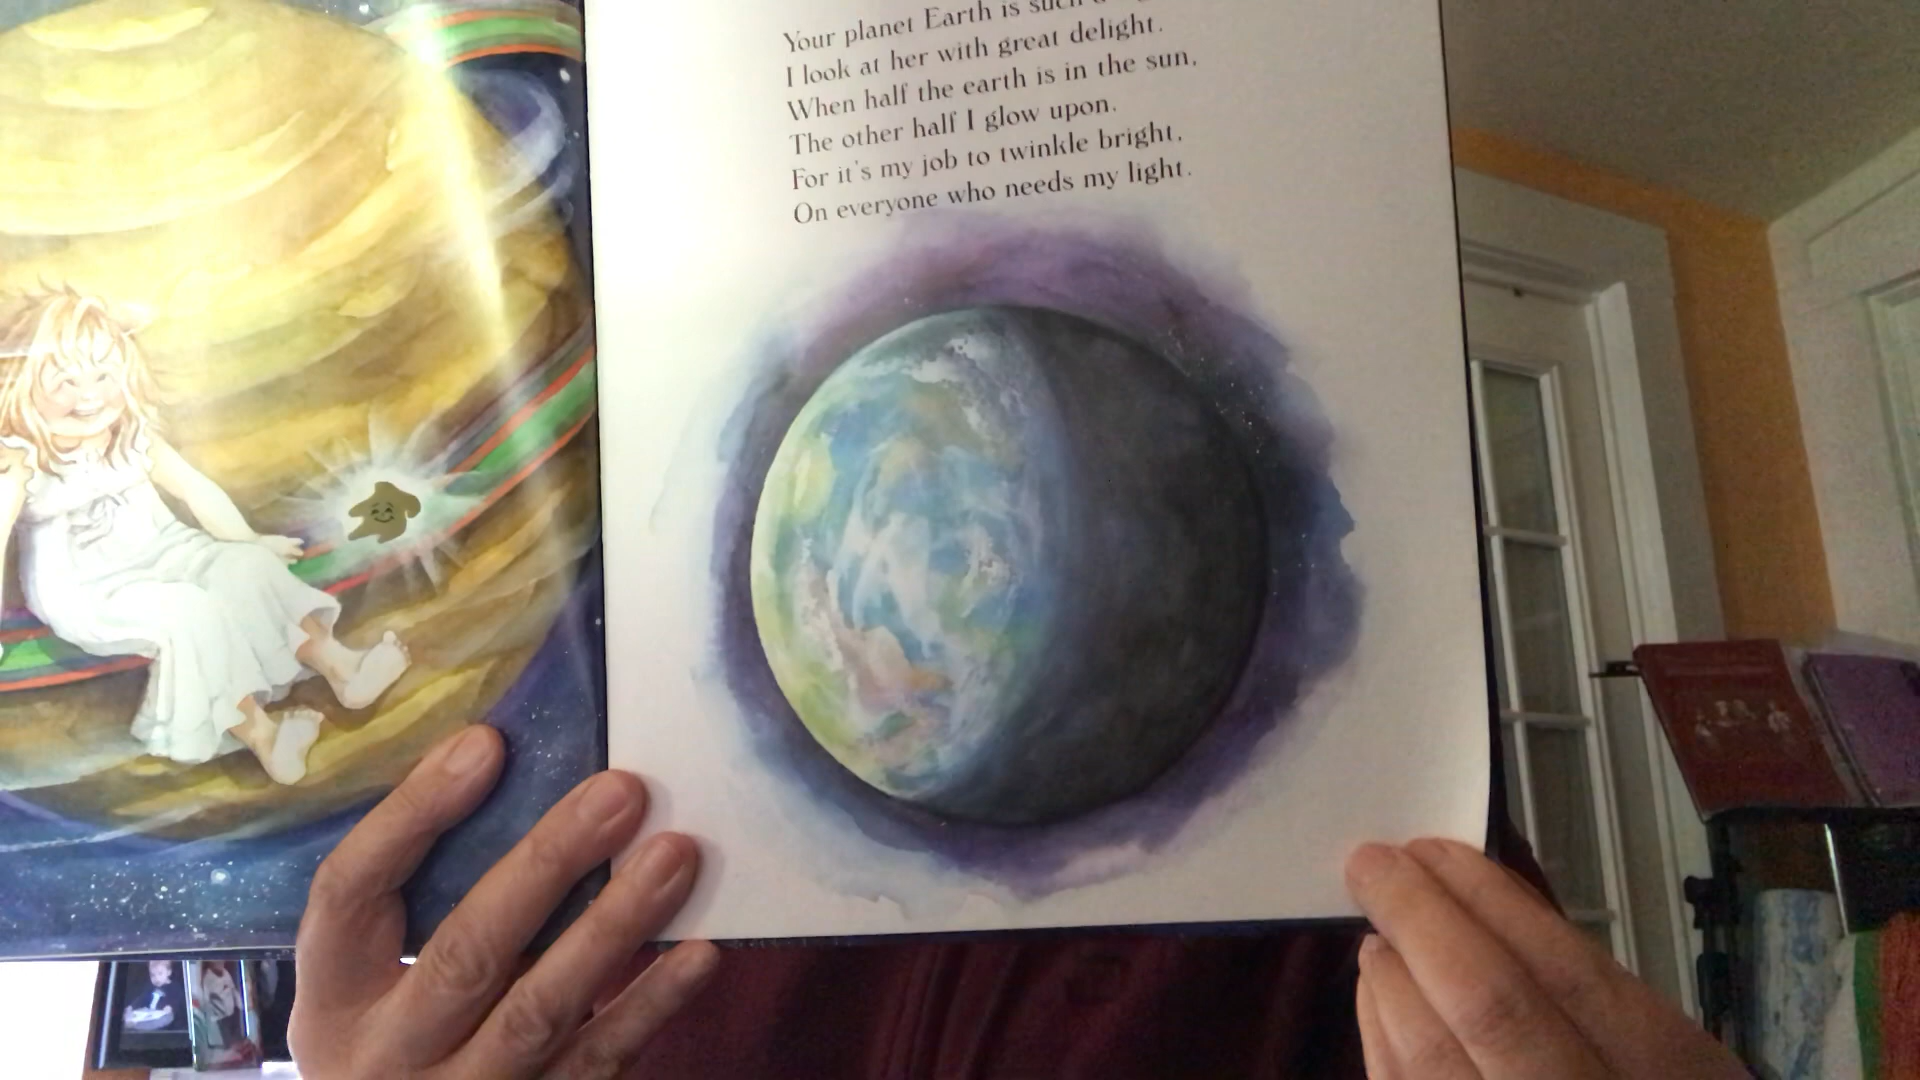 Your planet Earth is such a
I look at her with great delight.
When half the earth is in the sun,
The other half I glow upon.
For it's my job to twinkle bright,
On everyone who needs my light.